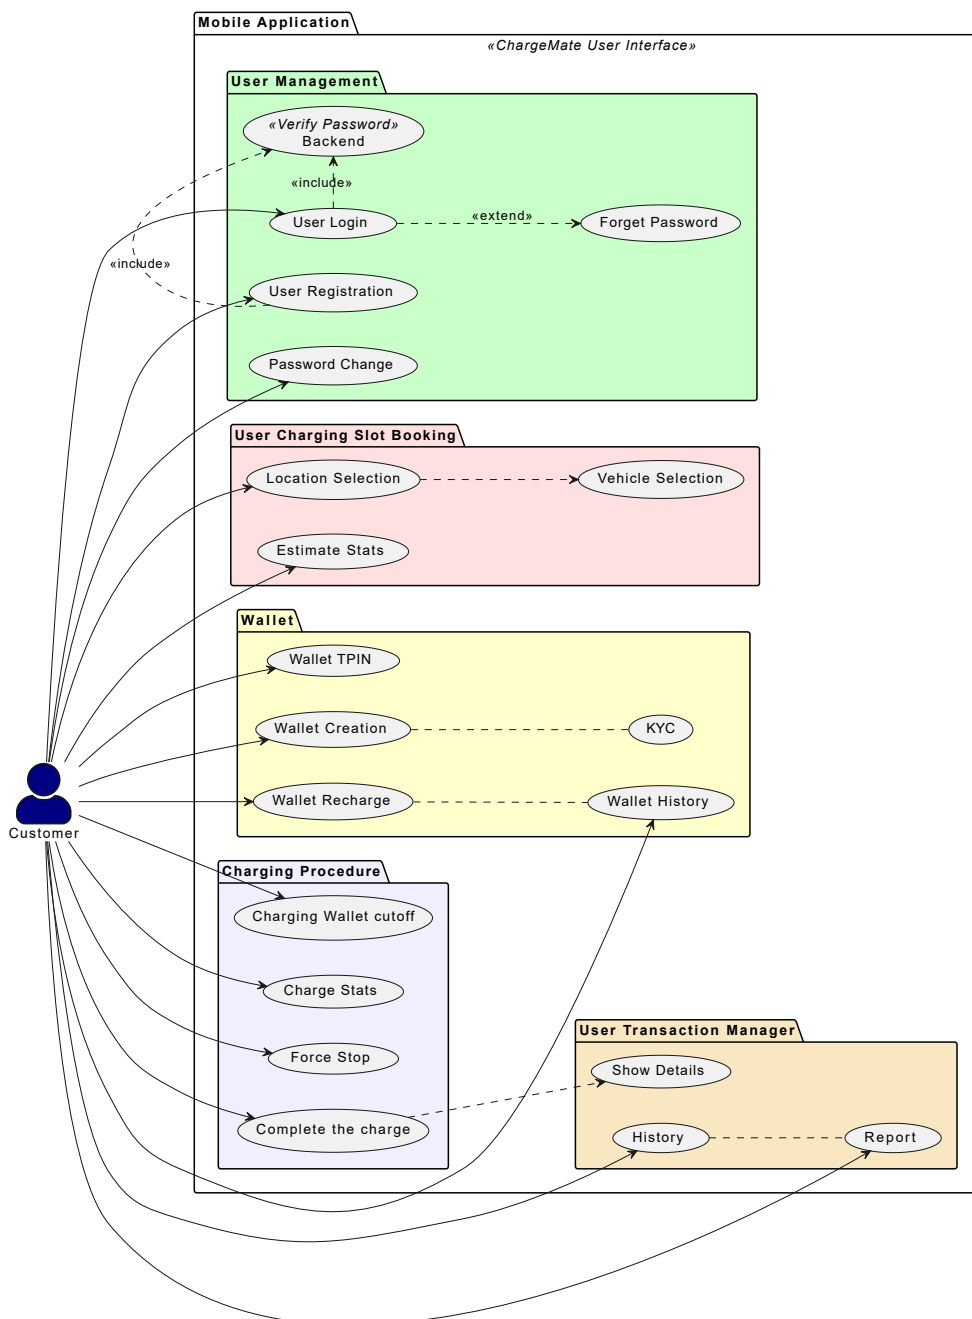 Mobile Application
«ChargeMate User Interface»
User Management
«Verify Password»
Backend
«include»
User Login
«extend»
Forget Password
«include»
User Registration
Password Change
User Charging Slot Booking
Location Selection
Vehicle Selection
Estimate Stats
Wallet
Wallet TPIN
Wallet Creation
KYC
Wallet Recharge
Wallet History
Customer
Charging Procedure
Charging Wallet cutoff
Charge Stats
Force Stop
Complete the charge
User Transaction Manager
Show Details
History
Report